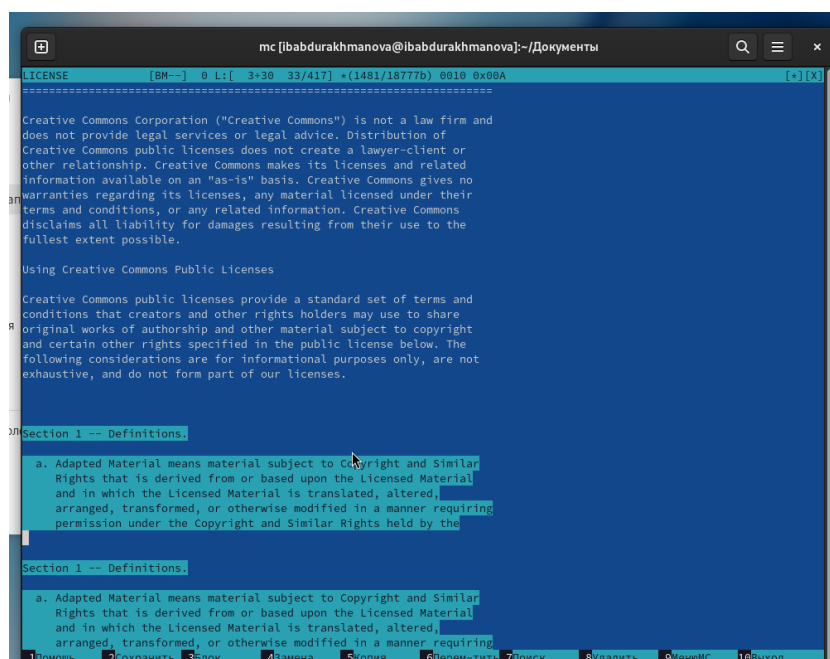 mc [ibabdurakhmanova@ibabdurakhmanova]:~/Документы
LICENSE [BM--] 0 L:[ 3+30 33/417] *(1481/18777b) 0010 0x00A [*][X]
========================================================================
Creative Commons Corporation ("Creative Commons") is not a law firm and
does not provide legal services or legal advice. Distribution of
Creative Commons public licenses does not create a lawyer-client or
other relationship. Creative Commons makes its licenses and related
information available on an "as-is" basis. Creative Commons gives no
warranties regarding its licenses, any material licensed under their
terms and conditions, or any related information. Creative Commons
disclaims all liability for damages resulting from their use to the
fullest extent possible.
Using Creative Commons Public Licenses
Creative Commons public licenses provide a standard set of terms and
conditions that creators and other rights holders may use to share
original works of authorship and other material subject to copyright
and certain other rights specified in the public license below. The
following considerations are for informational purposes only, are not
exhaustive, and do not form part of our licenses.
Section 1 -- Definitions.
a. Adapted Material means material subject to Copyright and Similar
Rights that is derived from or based upon the Licensed Material
and in which the Licensed Material is translated, altered,
arranged, transformed, or otherwise modified in a manner requiring
permission under the Copyright and Similar Rights held by the
Section 1 -- Definitions.
a. Adapted Material means material subject to Copyright and Similar
Rights that is derived from or based upon the Licensed Material
and in which the Licensed Material is translated, altered,
arranged, transformed, or otherwise modified in a manner requiring
1Помощь 2Сохранить 3Блок 4Замена 5Копия 6Перем~тить 7Поиск 8Удалить 9МенюMC 10Выход